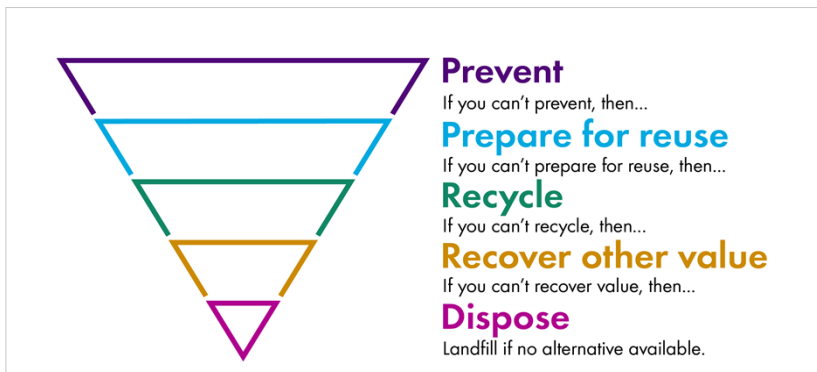 Prevent
If you can’t prevent, then...
Prepare for reuse
If you can’t prepare for reuse, then...
Recycle
If you can’t recycle, then...
Recover other value
If you can’t recover value, then...
Dispose
Landfill if no alternative available.